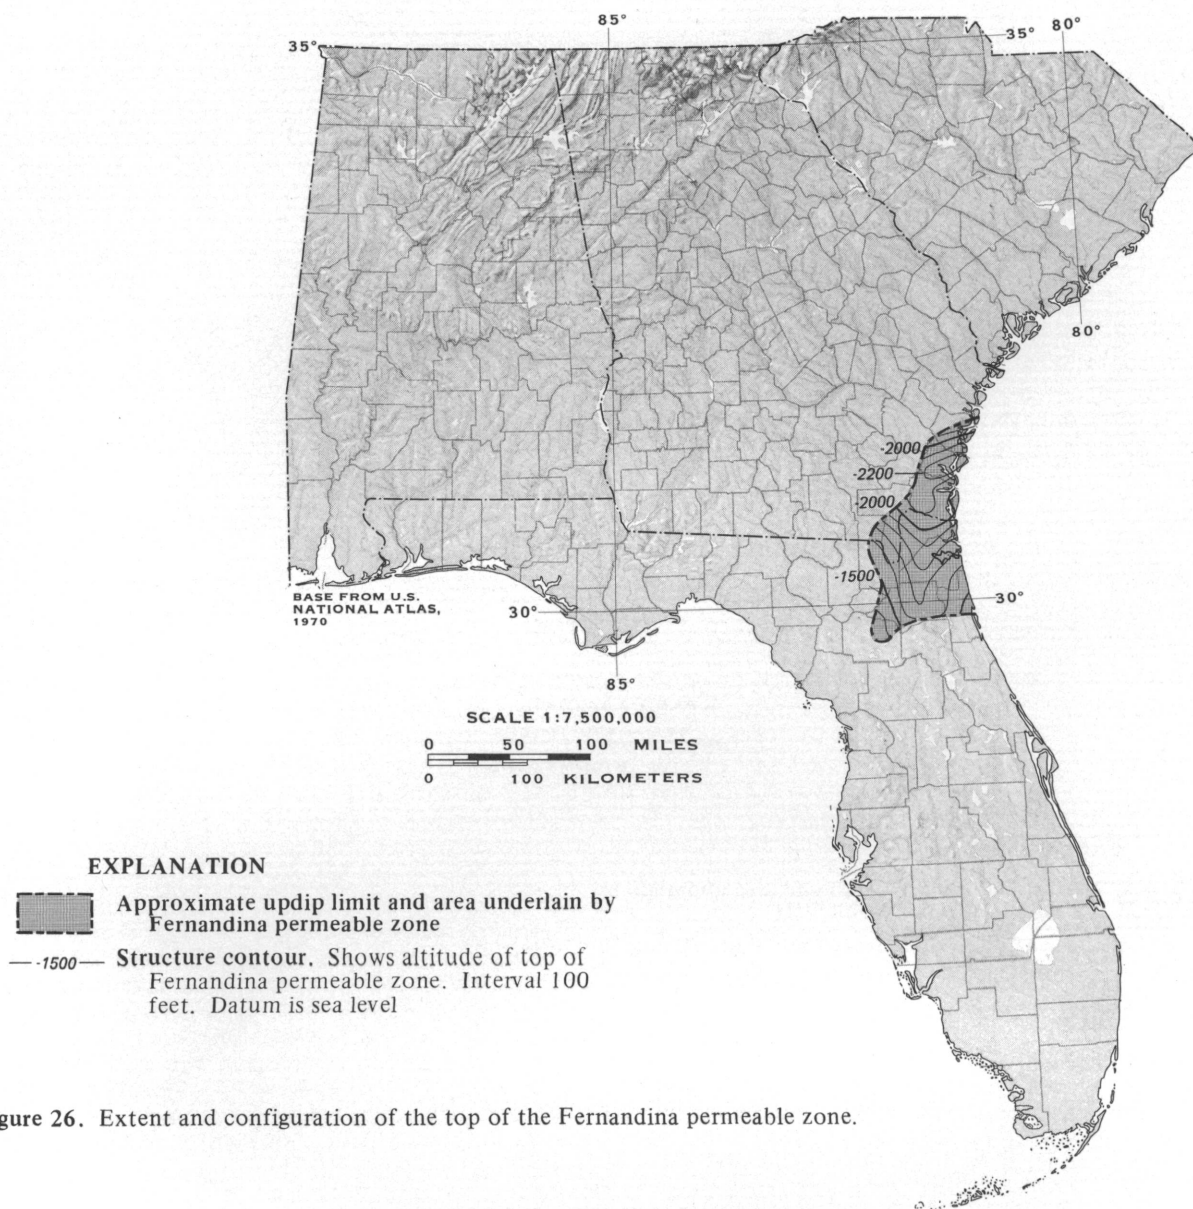 85°
80°
35°
35°
80°
-2000
-2200
-2000
-1500
BASE FROM U.S.
NATIONAL ATLAS,
1970
30°
30°
85°
SCALE 1:7,500,000
0 50 100 MILES
0 100 KILOMETERS
EXPLANATION
Approximate updip limit and area underlain by
Fernandina permeable zone
-1500 Structure contour. Shows altitude of top of
Fernandina permeable zone. Interval 100
feet. Datum is sea level
gure 26. Extent and configuration of the top of the Fernandina permeable zone.